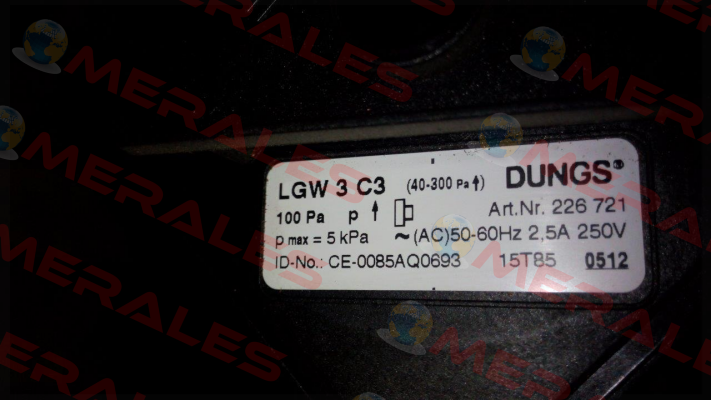 LGW 3 C3 (40-300 Pa↑) DUNGS®
100 Pa p ↑ Art.Nr. 226 721
p max = 5 kPa ~(AC)50-60Hz 2,5A 250V
ID-No.: CE-0085AQ0693 15T85 0512
MERALES
MERALES
MERALES
MERALES
MERALES
MERALES